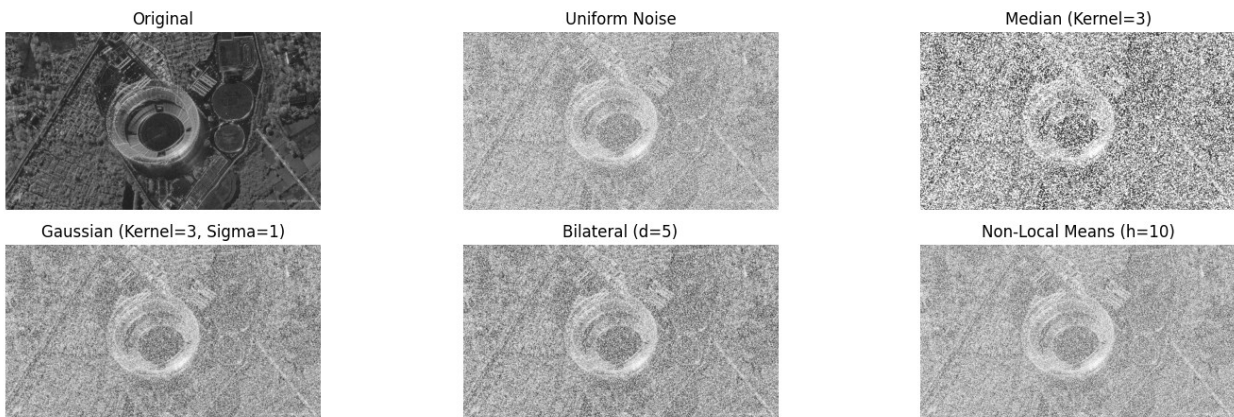 Original
Uniform Noise
Median (Kernel=3)
Gaussian (Kernel=3, Sigma=1)
Bilateral (d=5)
Non-Local Means (h=10)